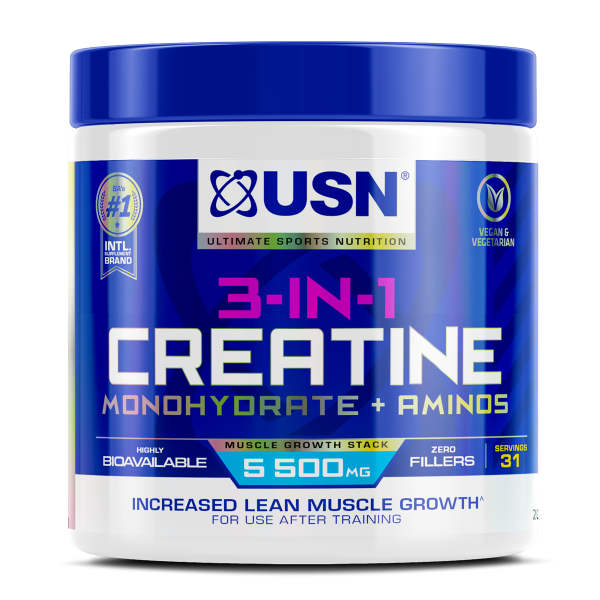 SA's
#1
INTL.
SUPPLEMENT
BRAND
USN®
ULTIMATE SPORTS NUTRITION
VEGAN &
VEGETARIAN
3-IN-1
CREATINE
MONOHYDRATE + AMINOS
MUSCLE GROWTH STACK
HIGHLY
BIOAVAILABLE
5 500MG
ZERO
FILLERS
SERVINGS
31
INCREASED LEAN MUSCLE GROWTH^
FOR USE AFTER TRAINING